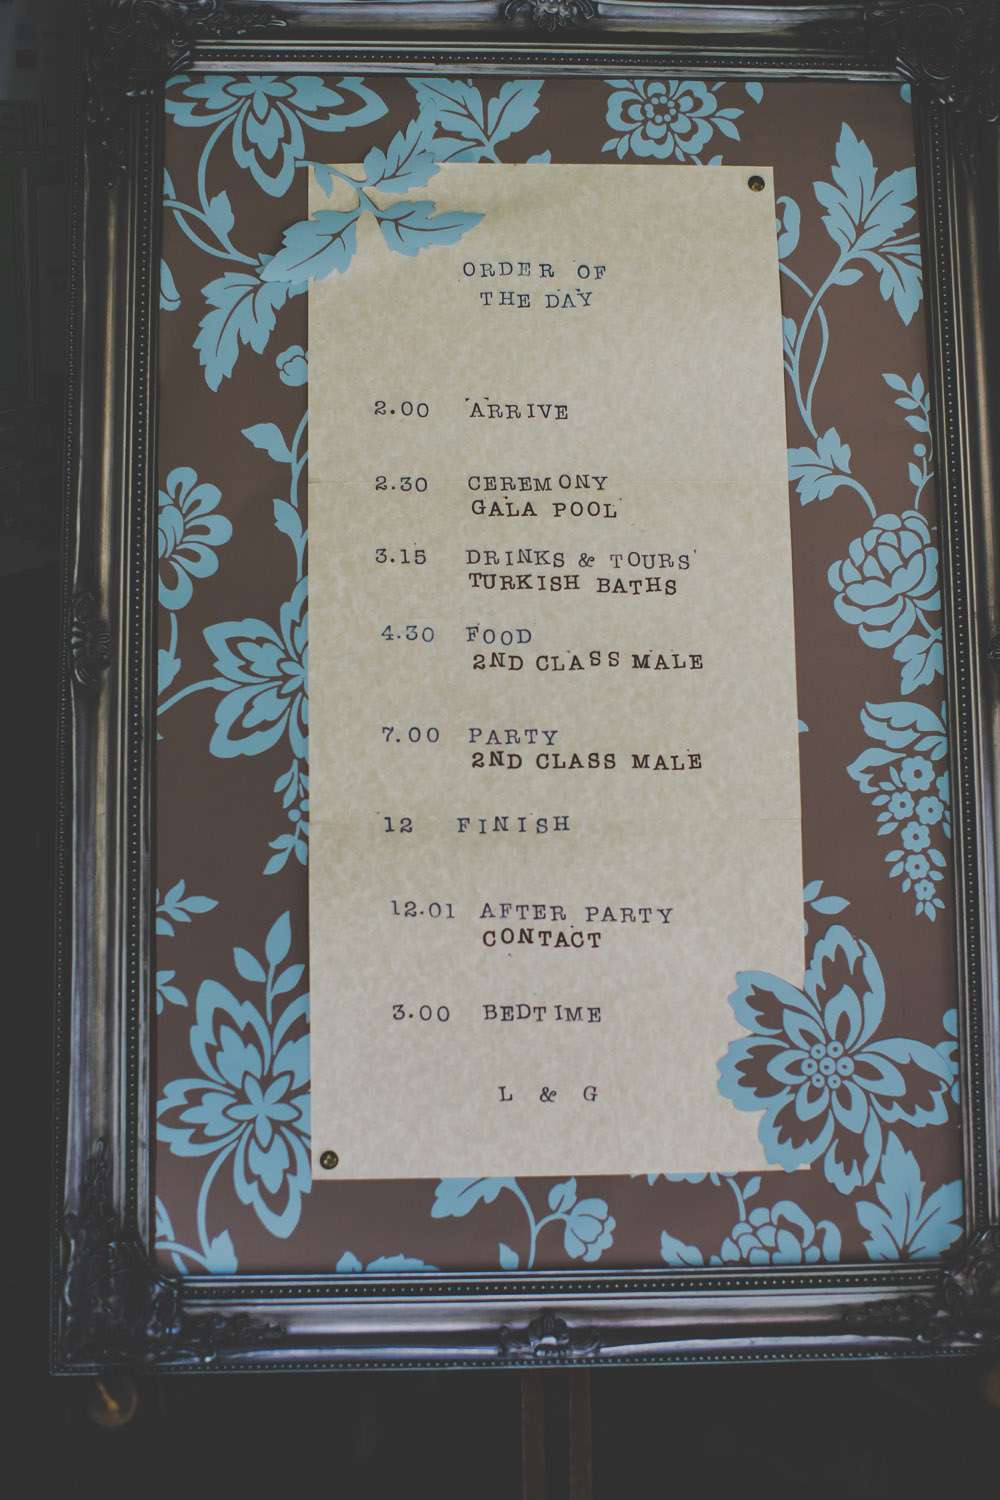 ORDER OF
THE DAY
2.00 ARRIVE
2.30 CEREMONY
GALA POOL
3.15 DRINKS & TOURS
TURKISH BATHS
4.30 FOOD
2ND CLASS MALE
7.00 PARTY
2ND CLASS MALE
12 FINISH
12.01 AFTER PARTY
CONTACT
3.00 BEDTIME
L & G